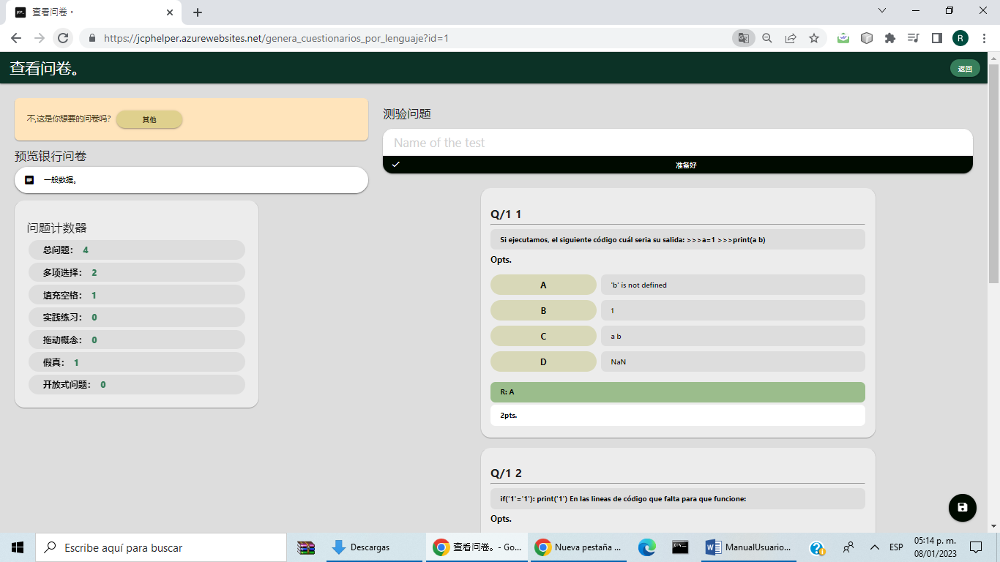 查看问卷。
https://jcphelper.azurewebsites.net/genera_cuestionarios_por_lenguaje?id=1
R
查看问卷。
返回
不,这是你想要的问卷吗?
其他
预览银行问卷
一般数据。
问题计数器
总问题： 4
多项选择： 2
填充空格： 1
实践练习： 0
拖动概念： 0
假真： 1
开放式问题： 0
测验问题
Name of the test
准备好
Q/1 1
Si ejecutamos, el siguiente código cuál seria su salida: >>>a=1 >>>print(a b)
Opts.
A
'b' is not defined
B
1
C
a b
D
NaN
R: A
2pts.
Q/1 2
if('1'='1'): print('1') En las lineas de código que falta para que funcione:
Opts.
Escribe aquí para buscar
Descargas
查看问卷。 - Go...
Nueva pestaña ...
ManualUsuario...
ESP
05:14 p. m.
08/01/2023